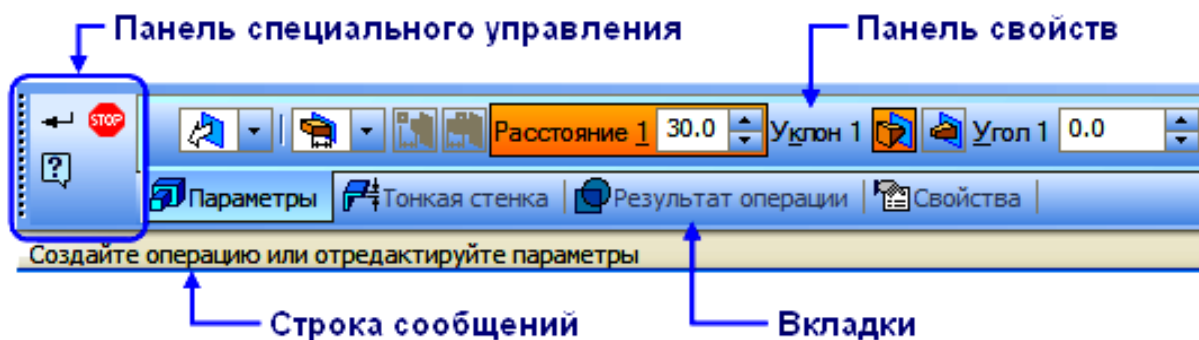 Панель специального управления Панель свойств
STOP Расстояние 1 30.0 Уклон 1 Угол 1 0.0
?
Параметры Тонкая стенка Результат операции Свойства
Создайте операцию или отредактируйте параметры
Строка сообщений Вкладки